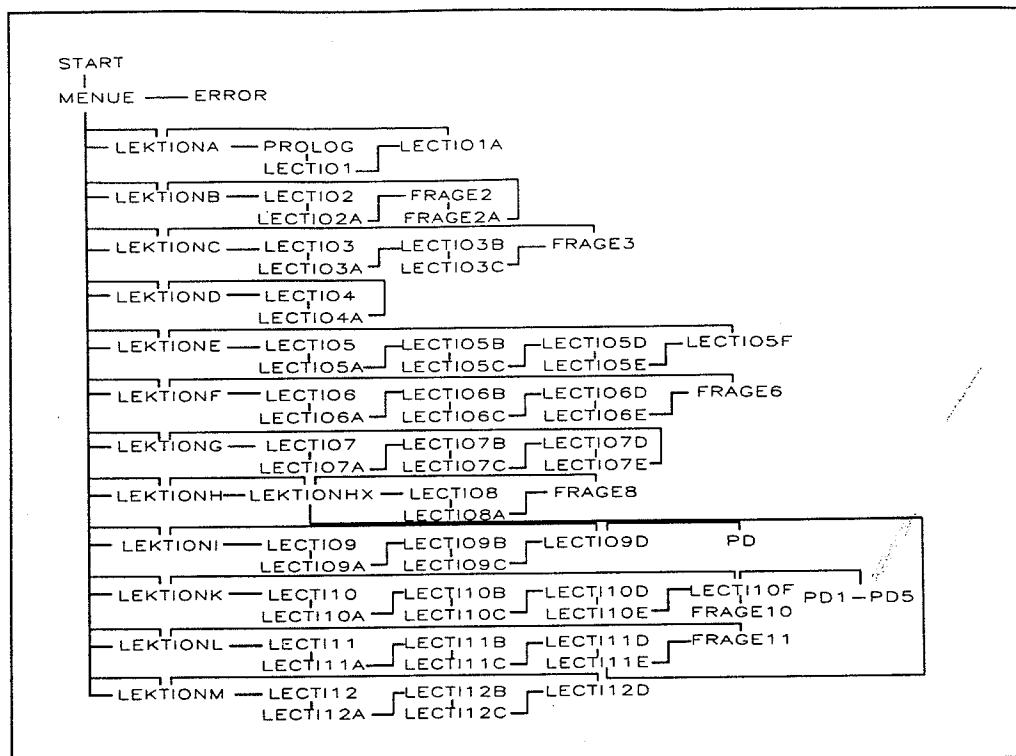 START
MENUE ERROR
LEKTIONA PROLOG LECTIO1A
LECTIO1
LEKTIONB LECTIO2 FRAGE2
LECTIO2A FRAGE2A
LEKTIONC LECTIO3 LECTIO3B FRAGE3
LECTIO3A LECTIO3C
LEKTIOND LECTIO4
LECTIO4A
LEKTIONE LECTIO5 LECTIO5B LECTIO5D LECTIO5F
LECTIO5A LECTIO5C LECTIO5E
LEKTIONF LECTIO6 LECTIO6B LECTIO6D FRAGE6
LECTIO6A LECTIO6C LECTIO6E
LEKTIONG LECTIO7 LECTIO7B LECTIO7D
LECTIO7A LECTIO7C LECTIO7E
LEKTIONH LEKTIONHX LECTIO8 FRAGE8
LECTIO8A
LEKTIONI LECTIO9 LECTIO9B LECTIO9D PD
LECTIO9A LECTIO9C
LEKTIONK LECTI10 LECTI10B LECTI10D LECTI10F PD1-PD5
LECTI10A LECTI10C LECTI10E FRAGE10
LEKTIONL LECTI11 LECTI11B LECTI11D FRAGE11
LECTI11A LECTI11C LECTI11E
LEKTIONM LECTI12 LECTI12B LECTI12D
LECTI12A LECTI12C